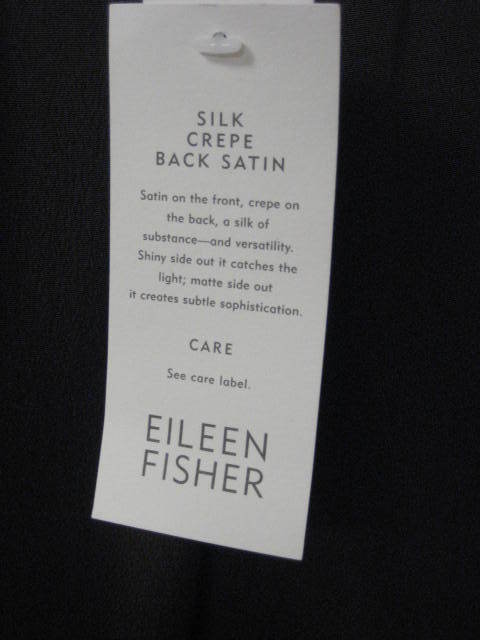 SILK
CREPE
BACK SATIN
Satin on the front, crepe on
the back, a silk of
substance—and versatility.
Shiny side out it catches the
light; matte side out
it creates subtle sophistication.
CARE
See care label.
EILEEN
FISHER